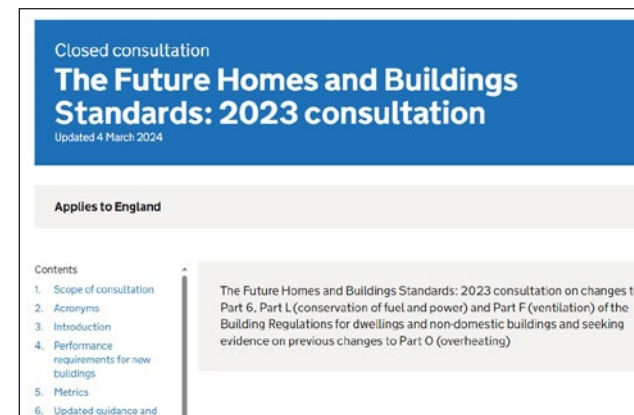 Closed consultation
The Future Homes and Buildings
Standards: 2023 consultation
Updated 4 March 2024
Applies to England
Contents
1. Scope of consultation
2. Acronyms
3. Introduction
4. Performance
requirements for new
buildings
5. Metrics
6. Updated guidance and
The Future Homes and Buildings Standards: 2023 consultation on changes t
Part 6, Part L (conservation of fuel and power) and Part F (ventilation) of the
Building Regulations for dwellings and non-domestic buildings and seeking
evidence on previous changes to Part O (overheating)